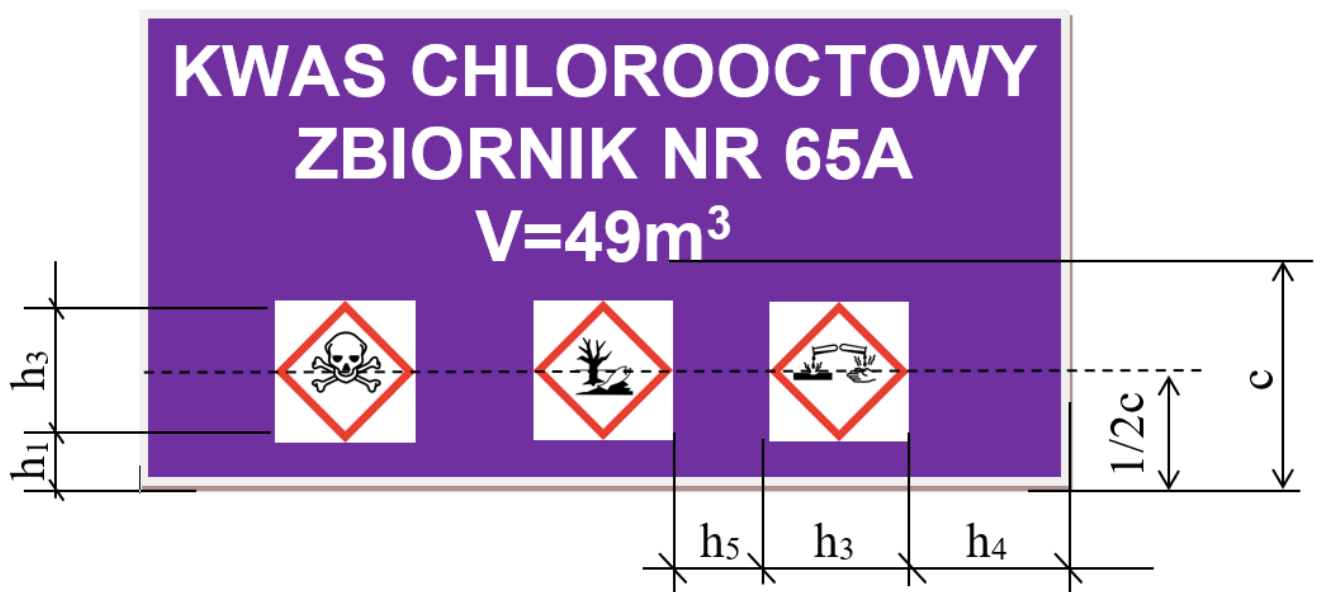 KWAS CHLOROOCTOWY
ZBIORNIK NR 65A
V=49m³
h₃
h₁
c
1/2c
h₅ h₃ h₄